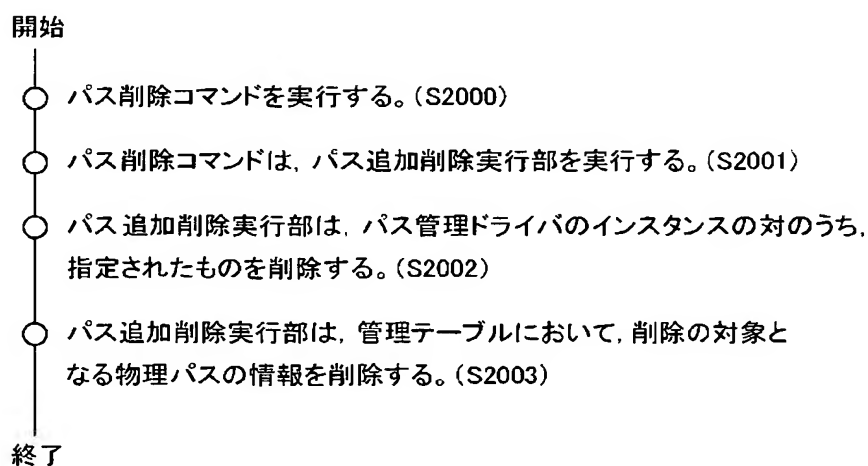 開始
パス削除コマンドを実行する。(S2000)
パス削除コマンドは, パス追加削除実行部を実行する。(S2001)
パス追加削除実行部は, パス管理ドライバのインスタンスの対のうち,
指定されたものを削除する。(S2002)
パス追加削除実行部は, 管理テーブルにおいて, 削除の対象と
なる物理パスの情報を削除する。(S2003)
終了